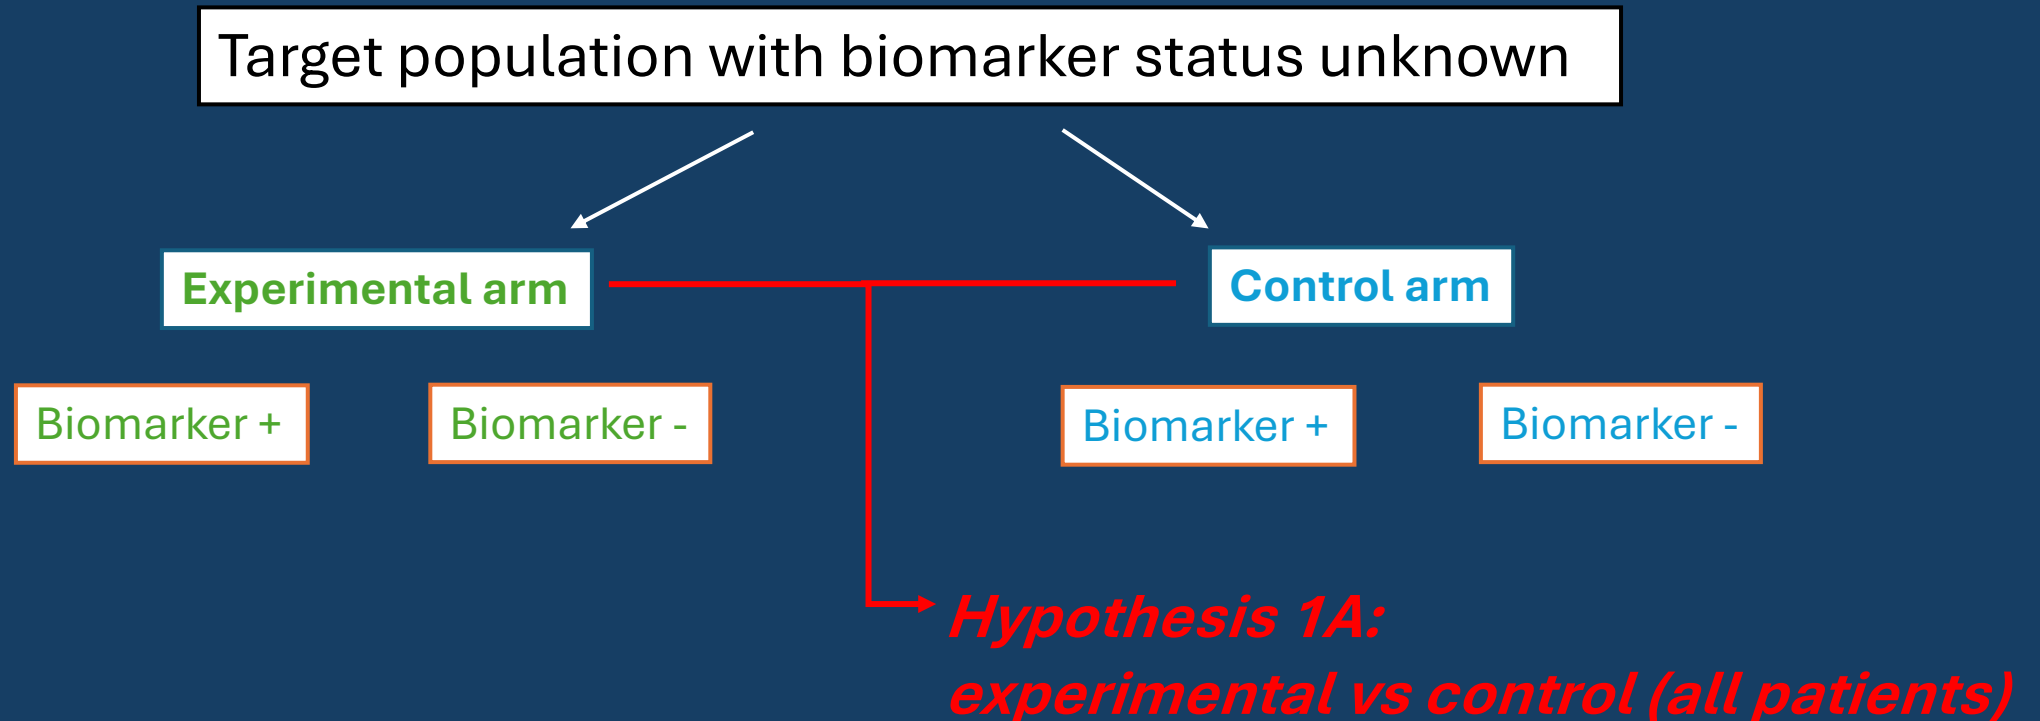 Target population with biomarker status unknown
Experimental arm
Control arm
Biomarker +
Biomarker -
Biomarker +
Biomarker -
Hypothesis 1A:
experimental vs control (all patients)